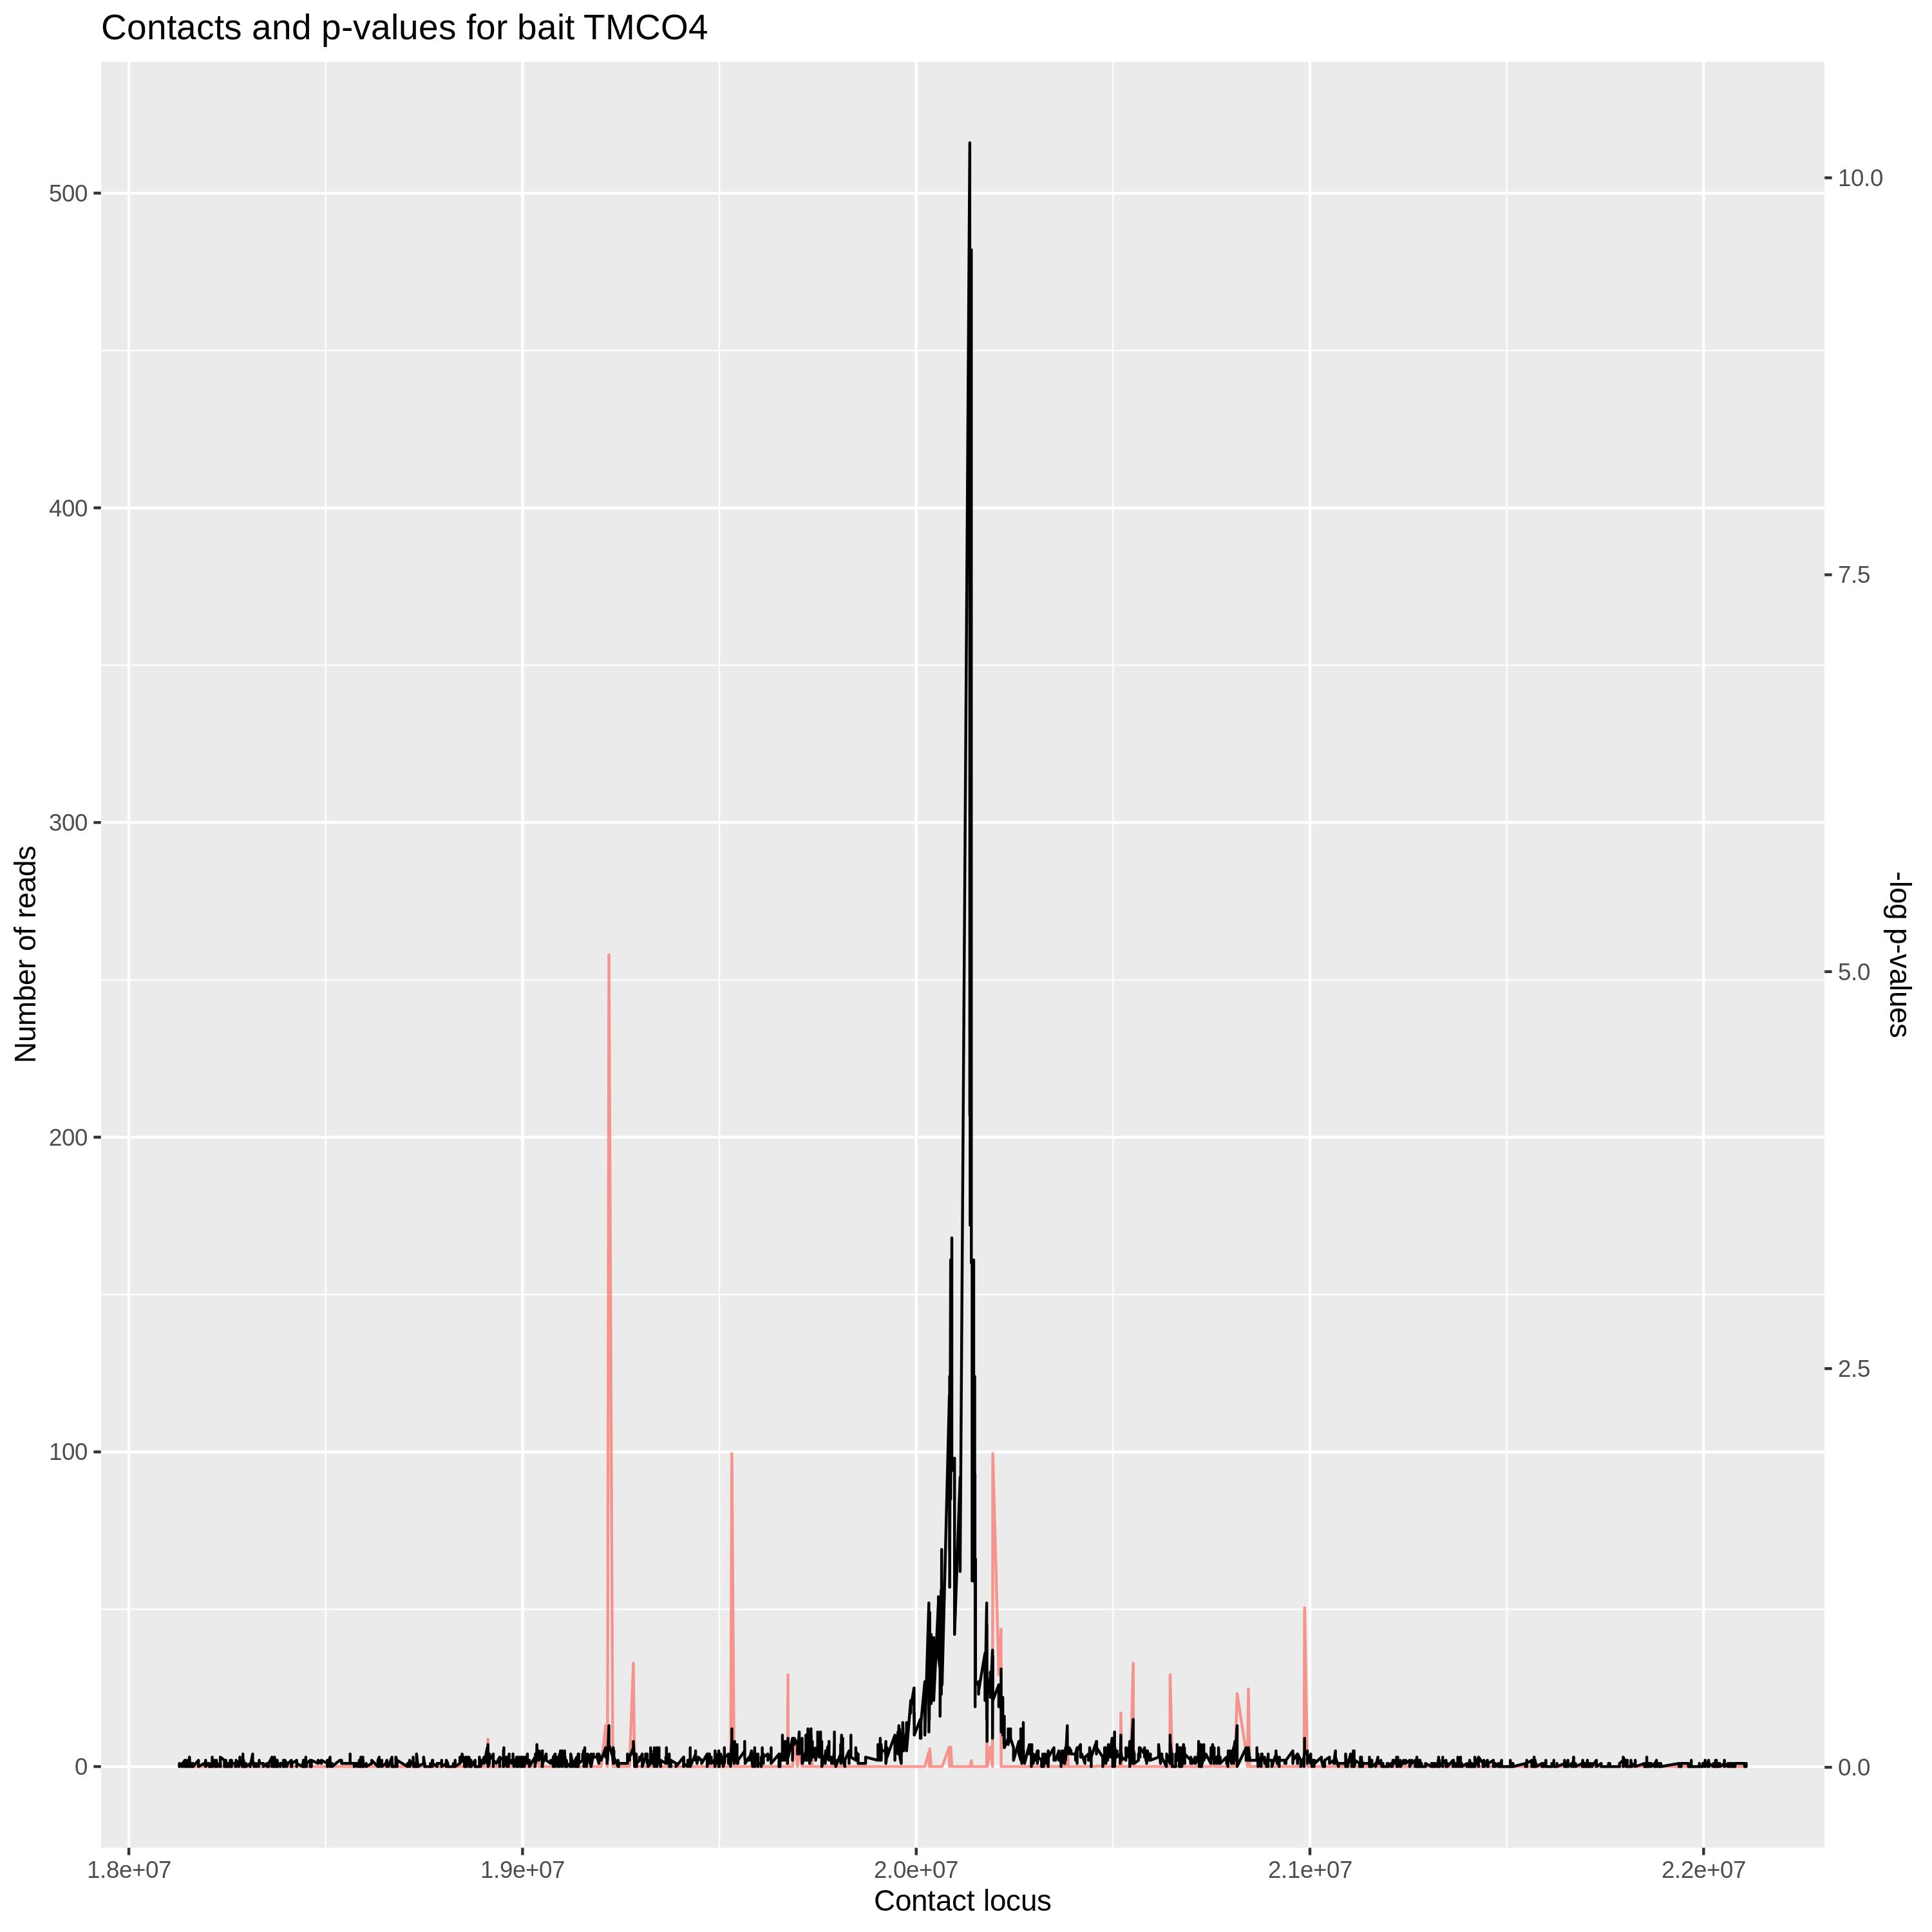 Contacts and p-values for bait TMCO4
500
400
300
200
100
0
Number of reads
10.0
7.5
5.0
2.5
0.0
-log p-values
1.8e+07
1.9e+07
2.0e+07
2.1e+07
2.2e+07
Contact locus